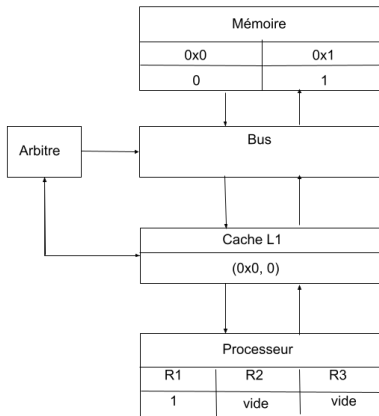 Mémoire
0x0 0x1
0 1
Arbitre
Bus
Cache L1
(0x0, 0)
Processeur
R1 R2 R3
1 vide vide